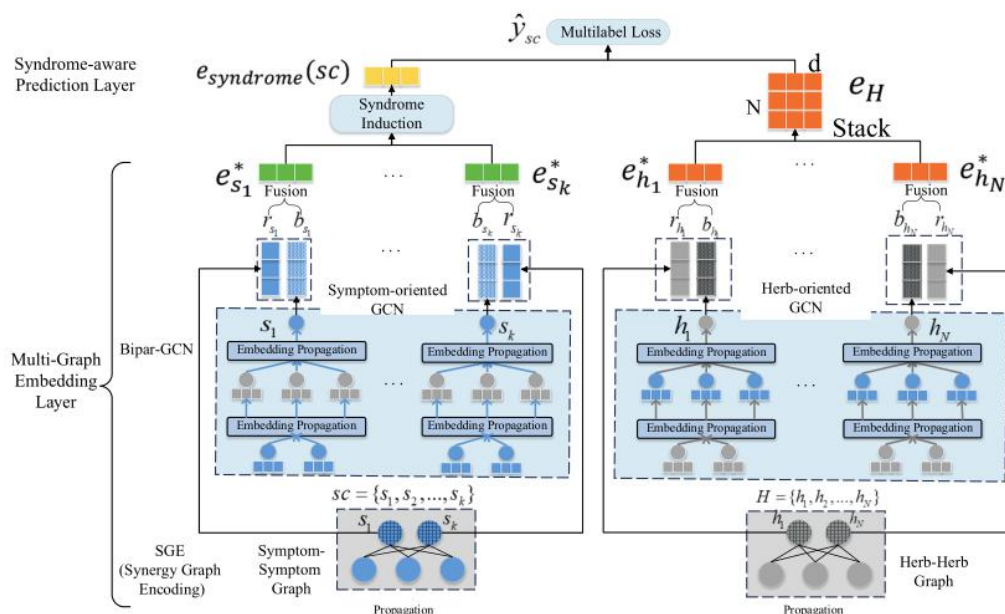 ŷ_sc
Multilabel Loss
Syndrome-aware
Prediction Layer
e_syndrome(sc)
d
N
e_H
Syndrome
Induction
Stack
e*_s1
. . .
e*_sk
e*_h1
. . .
e*_hN
Fusion
Fusion
Fusion
Fusion
r_s1 b_s1
b_sk r_sk
r_h1 b_h1
b_hN r_hN
. . .
. . .
Symptom-oriented
GCN
Herb-oriented
GCN
s_1
s_k
h_1
h_N
Bipar-GCN
Embedding Propagation
Embedding Propagation
Embedding Propagation
Embedding Propagation
Multi-Graph
Embedding
Layer
. . .
. . .
Embedding Propagation
Embedding Propagation
Embedding Propagation
Embedding Propagation
sc = {s_1, s_2, ..., s_k}
H = {h_1, h_2, ..., h_N}
s_1
s_k
h_1
h_N
SGE
(Synergy Graph
Encoding)
Symptom-
Symptom
Graph
Herb-Herb
Graph
Propagation
Propagation